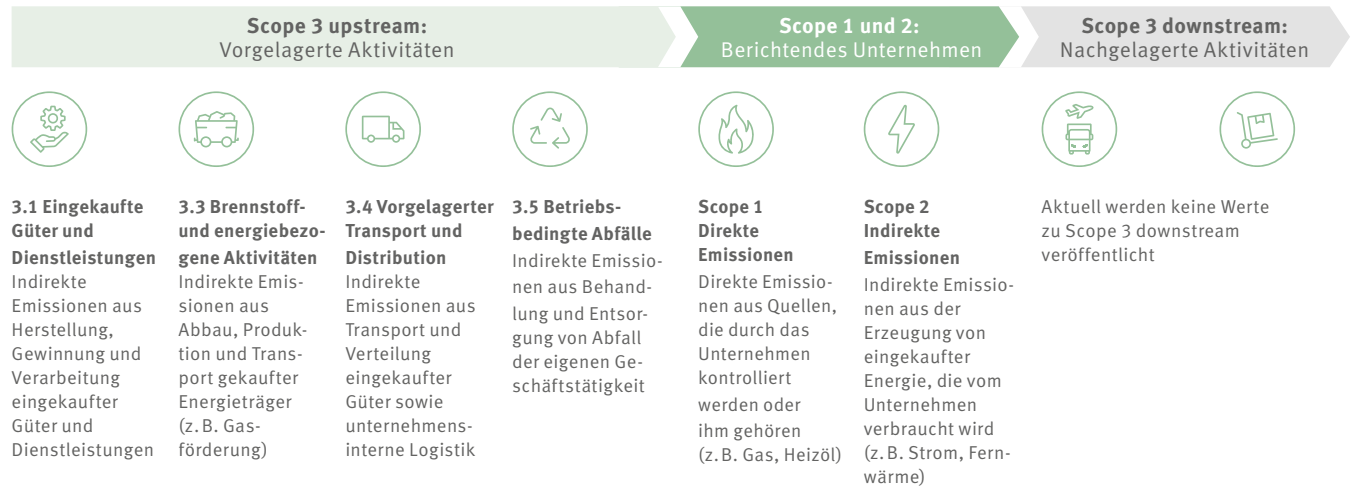 Scope 3 upstream:
Vorgelagerte Aktivitäten
Scope 1 und 2:
Berichtendes Unternehmen
Scope 3 downstream:
Nachgelagerte Aktivitäten
3.1 Eingekaufte
Güter und
Dienstleistungen
Indirekte
Emissionen aus
Herstellung,
Gewinnung und
Verarbeitung
eingekaufter
Güter und
Dienstleistungen
3.3 Brennstoff-
und energiebezo-
gene Aktivitäten
Indirekte Emis-
sionen aus
Abbau, Produk-
tion und Trans-
port gekaufter
Energieträger
(z. B. Gas-
förderung)
3.4 Vorgelagerter
Transport und
Distribution
Indirekte
Emissionen aus
Transport und
Verteilung
eingekaufter
Güter sowie
unternehmens-
interne Logistik
3.5 Betriebs-
bedingte Abfälle
Indirekte Emissio-
nen aus Behand-
lung und Entsor-
gung von Abfall
der eigenen Ge-
schäftstätigkeit
Scope 1
Direkte
Emissionen
Direkte Emissio-
nen aus Quellen,
die durch das
Unternehmen
kontrolliert
werden oder
ihm gehören
(z. B. Gas, Heizöl)
Scope 2
Indirekte
Emissionen
Indirekte Emissio-
nen aus der
Erzeugung von
eingekaufter
Energie, die vom
Unternehmen
verbraucht wird
(z. B. Strom, Fern-
wärme)
Aktuell werden keine Werte
zu Scope 3 downstream
veröffentlicht